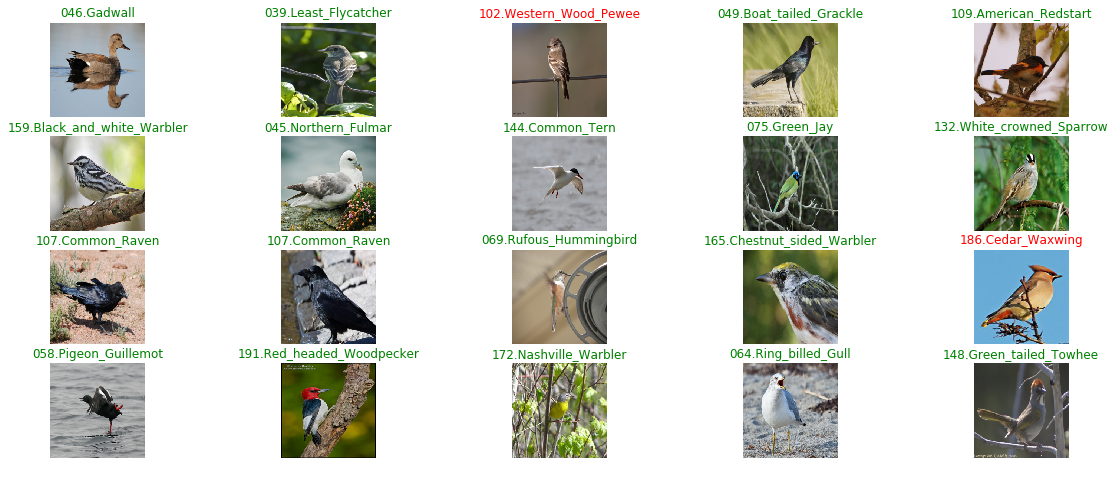 046.Gadwall
039.Least_Flycatcher
102.Western_Wood_Pewee
049.Boat_tailed_Grackle
109.American_Redstart
159.Black_and_white_Warbler
045.Northern_Fulmar
144.Common_Tern
075.Green_Jay
132.White_crowned_Sparrow
107.Common_Raven
107.Common_Raven
069.Rufous_Hummingbird
165.Chestnut_sided_Warbler
186.Cedar_Waxwing
058.Pigeon_Guillemot
191.Red_headed_Woodpecker
172.Nashville_Warbler
064.Ring_billed_Gull
148.Green_tailed_Towhee